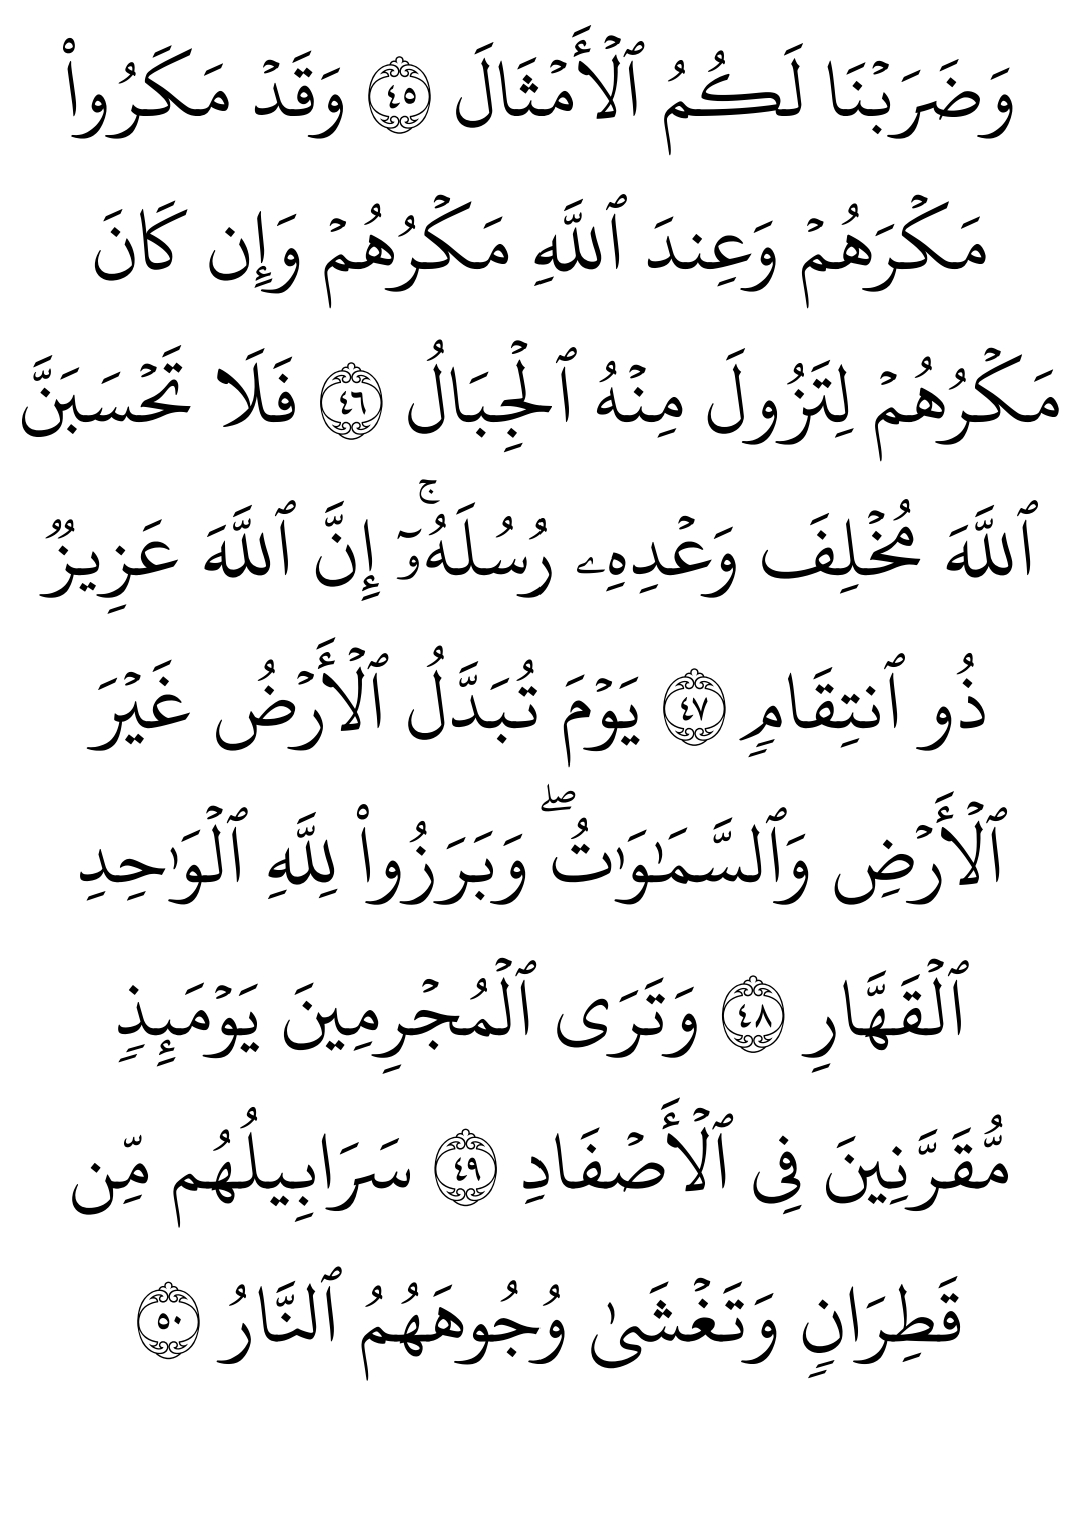 وَضَرَبْنَا لَكُمُ ٱلْأَمْثَالَ ٤٥ وَقَدْ مَكَرُوا۟
مَكْرَهُمْ وَعِندَ ٱللَّهِ مَكْرُهُمْ وَإِن كَانَ
مَكْرُهُمْ لِتَزُولَ مِنْهُ ٱلْجِبَالُ ٤٦ فَلَا تَحْسَبَنَّ
ٱللَّهَ مُخْلِفَ وَعْدِهِۦ رُسُلَهُۥٓ ۚ إِنَّ ٱللَّهَ عَزِيزٌ
ذُو ٱنتِقَامٍ ٤٧ يَوْمَ تُبَدَّلُ ٱلْأَرْضُ غَيْرَ
ٱلْأَرْضِ وَٱلسَّمَـٰوَٰتُ ۖ وَبَرَزُوا۟ لِلَّهِ ٱلْوَٰحِدِ
ٱلْقَهَّارِ ٤٨ وَتَرَى ٱلْمُجْرِمِينَ يَوْمَئِذٍ
مُّقَرَّنِينَ فِى ٱلْأَصْفَادِ ٤٩ سَرَابِيلُهُم مِّن
قَطِرَانٍ وَتَغْشَىٰ وُجُوهَهُمُ ٱلنَّارُ ٥٠